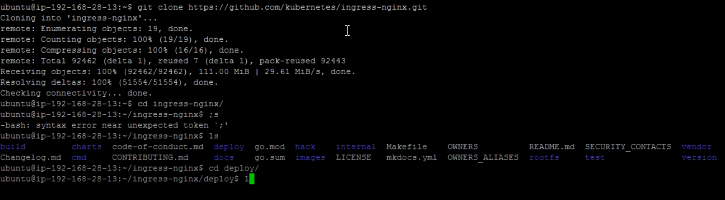 ubuntu@ip-192-168-28-13:~$ git clone https://github.com/kubernetes/ingress-nginx.git
Cloning into 'ingress-nginx'...
remote: Enumerating objects: 19, done.
remote: Counting objects: 100% (19/19), done.
remote: Compressing objects: 100% (16/16), done.
remote: Total 92462 (delta 1), reused 7 (delta 1), pack-reused 92443
Receiving objects: 100% (92462/92462), 111.00 MiB | 29.61 MiB/s, done.
Resolving deltas: 100% (51554/51554), done.
Checking connectivity... done.
ubuntu@ip-192-168-28-13:~$ cd ingress-nginx/
ubuntu@ip-192-168-28-13:~/ingress-nginx$ ;s
-bash: syntax error near unexpected token `;'
ubuntu@ip-192-168-28-13:~/ingress-nginx$ ls
build charts code-of-conduct.md deploy go.mod hack internal Makefile OWNERS README.md SECURITY_CONTACTS vendor
Changelog.md cmd CONTRIBUTING.md docs go.sum images LICENSE mkdocs.yml OWNERS_ALIASES rootfs test version
ubuntu@ip-192-168-28-13:~/ingress-nginx$ cd deploy/
ubuntu@ip-192-168-28-13:~/ingress-nginx/deploy$ l